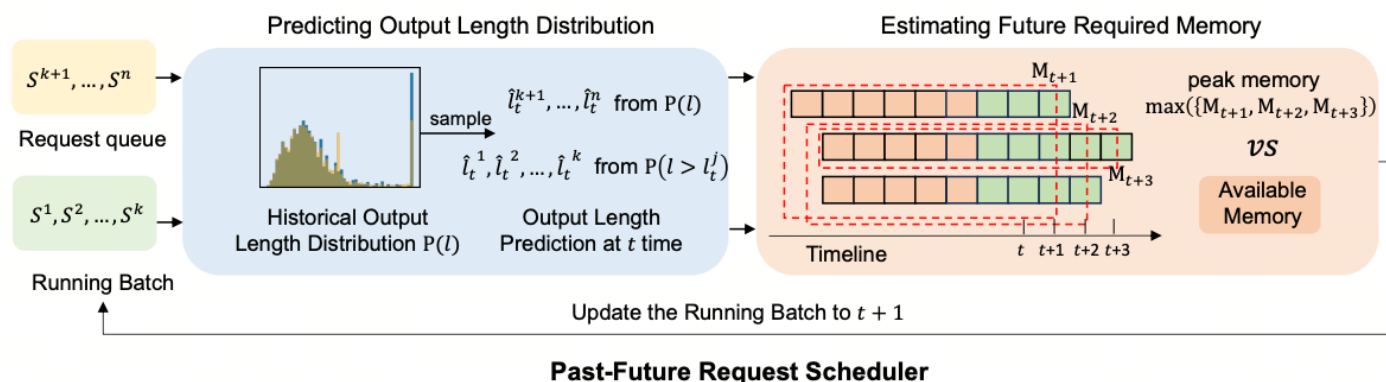 Predicting Output Length Distribution
Estimating Future Required Memory
S^{k+1}, …, S^n
Request queue
S^1, S^2, …, S^k
Running Batch
sample
Historical Output
Length Distribution P(l)
l̂_t^{k+1}, …, l̂_t^n from P(l)
l̂_t^1, l̂_t^2, …, l̂_t^k from P(l > l_t^j)
Output Length
Prediction at t time
M_{t+1}
M_{t+2}
M_{t+3}
Timeline
t t+1 t+2 t+3
peak memory
max({M_{t+1}, M_{t+2}, M_{t+3}})
vs
Available
Memory
Update the Running Batch to t + 1
Past-Future Request Scheduler